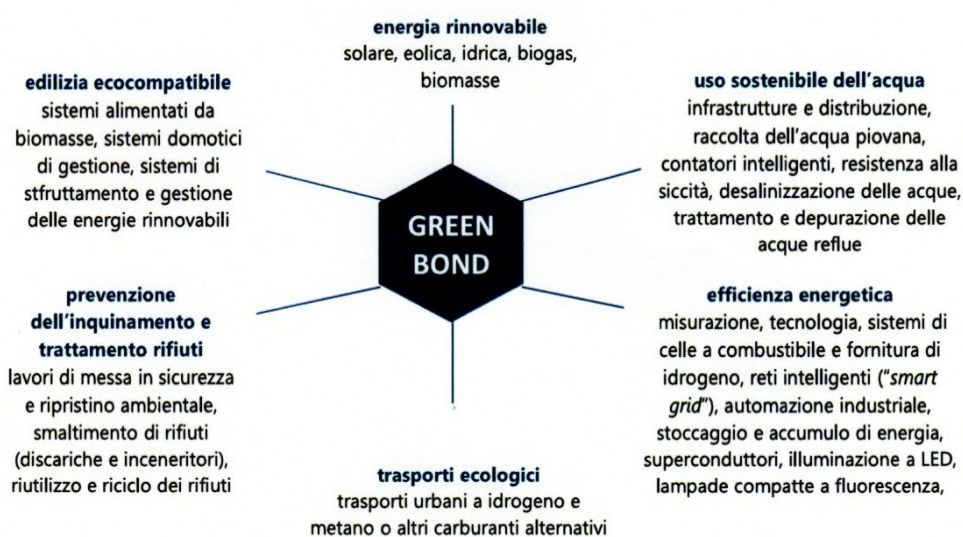 energia rinnovabile
solare, eolica, idrica, biogas,
biomasse
edilizia ecocompatibile
sistemi alimentati da
biomasse, sistemi domotici
di gestione, sistemi di
stfruttamento e gestione
delle energie rinnovabili
uso sostenibile dell'acqua
infrastrutture e distribuzione,
raccolta dell'acqua piovana,
contatori intelligenti, resistenza alla
siccità, desalinizzazione delle acque,
trattamento e depurazione delle
acque reflue
GREEN
BOND
prevenzione
dell'inquinamento e
trattamento rifiuti
lavori di messa in sicurezza
e ripristino ambientale,
smaltimento di rifiuti
(discariche e inceneritori),
riutilizzo e riciclo dei rifiuti
efficienza energetica
misurazione, tecnologia, sistemi di
celle a combustibile e fornitura di
idrogeno, reti intelligenti ("smart
grid"), automazione industriale,
stoccaggio e accumulo di energia,
superconduttori, illuminazione a LED,
lampade compatte a fluorescenza,
trasporti ecologici
trasporti urbani a idrogeno e
metano o altri carburanti alternativi